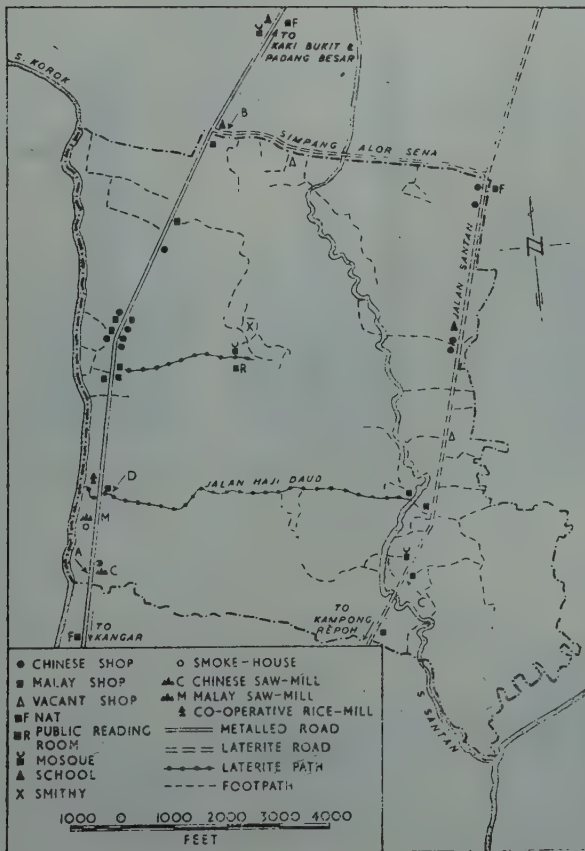 F
TO
KAKI BUKIT &
PADANG BESAR
S. KOROK
B
SIMPANG ALOR SENA
F
N
JALAN SANTAN
X
R
D
JALAN HAJI DAUD
M
A
C
TO
KAMPONG
REPOH
F
TO
KANGAR
S. SANTAN
CHINESE SHOP
MALAY SHOP
VACANT SHOP
F NAT
R PUBLIC READING
ROOM
MOSQUE
SCHOOL
X SMITHY
SMOKE-HOUSE
C CHINESE SAW-MILL
M MALAY SAW-MILL
CO-OPERATIVE RICE-MILL
METALLED ROAD
LATERITE ROAD
LATERITE PATH
FOOTPATH
1000 0 1000 2000 3000 4000
FEET